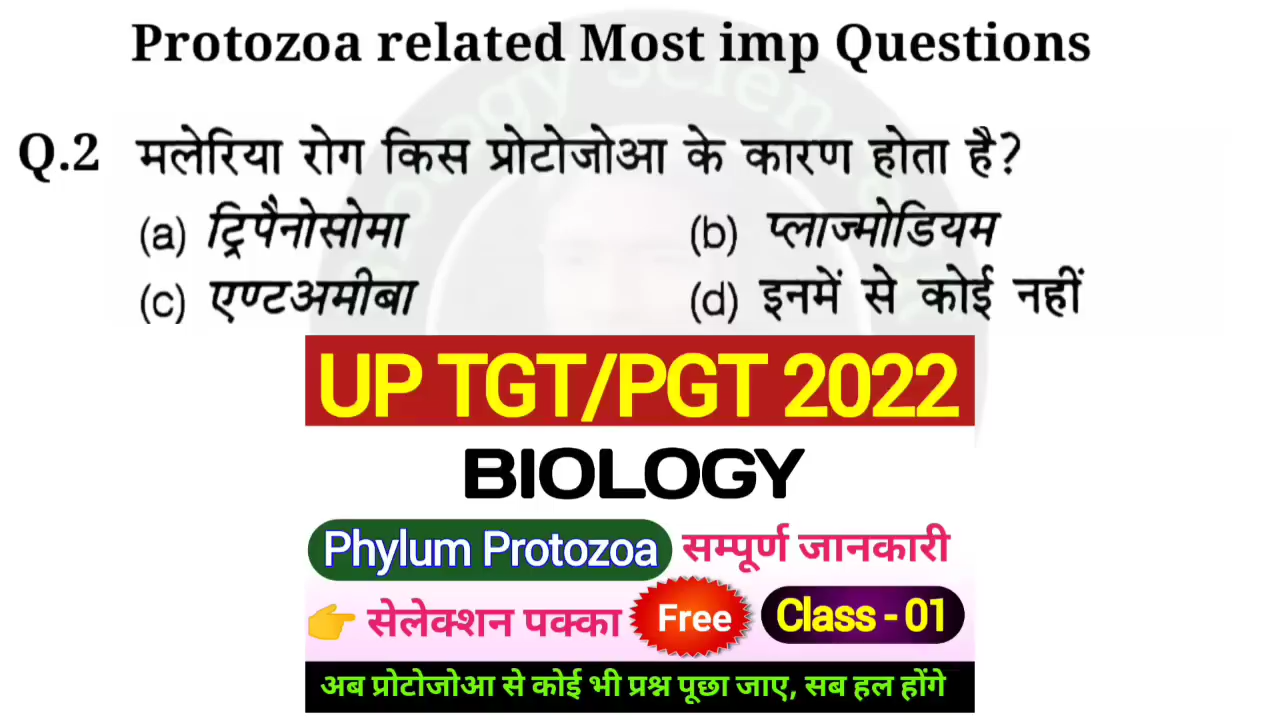 Protozoa related Most imp Questions
Q.2 मलेरिया रोग किस प्रोटोजोआ के कारण होता है?
(a) ट्रिपैनोसोमा (b) प्लाज्मोडियम
(c) एण्टअमीबा (d) इनमें से कोई नहीं
UP TGT/PGT 2022
BIOLOGY
Phylum Protozoa सम्पूर्ण जानकारी
👉 सेलेक्शन पक्का Free Class - 01
अब प्रोटोजोआ से कोई भी प्रश्न पूछा जाए, सब हल होंगे